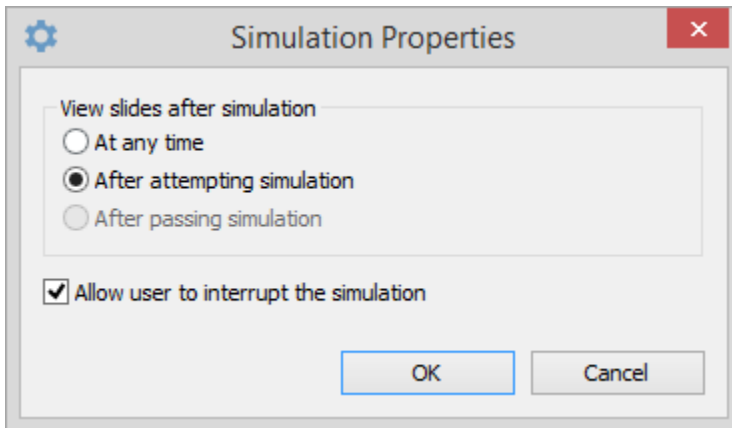 Simulation Properties
View slides after simulation
At any time
After attempting simulation
After passing simulation
Allow user to interrupt the simulation
OK Cancel